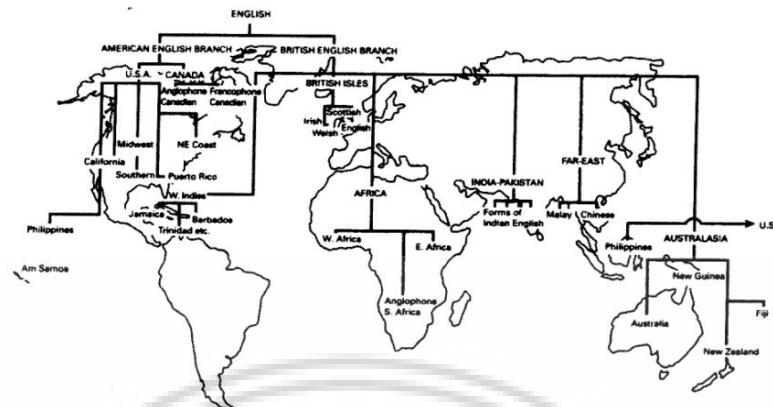 ENGLISH
AMERICAN ENGLISH BRANCH
BRITISH ENGLISH BRANCH
U.S.A.
CANADA
BRITISH ISLES
Anglophone Francophone
Canadian Canadian
Scottish
Irish
English
Welsh
Midwest
NE Coast
California
FAR-EAST
Southern
Puerto Rico
INDIA-PAKISTAN
W. Indies
AFRICA
Jamaica
Barbados
Forms of
Indian English
Malay
Chinese
Philippines
Trinidad etc.
W. Africa
E. Africa
Philippines
U.S
AUSTRALASIA
Am Samoa
New Guinea
Anglophone
S. Africa
Australia
Fiji
New Zealand